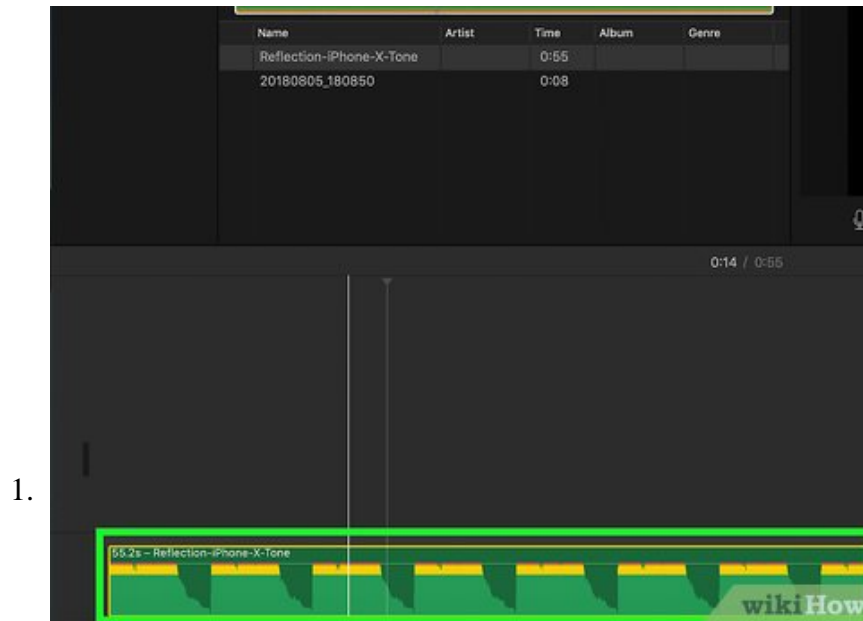 Name Artist Time Album Genre
Reflection-iPhone-X-Tone 0:55
20180805_180850 0:08
0:14 / 0:55
1.
55.2s – Reflection-iPhone-X-Tone
wikiHow